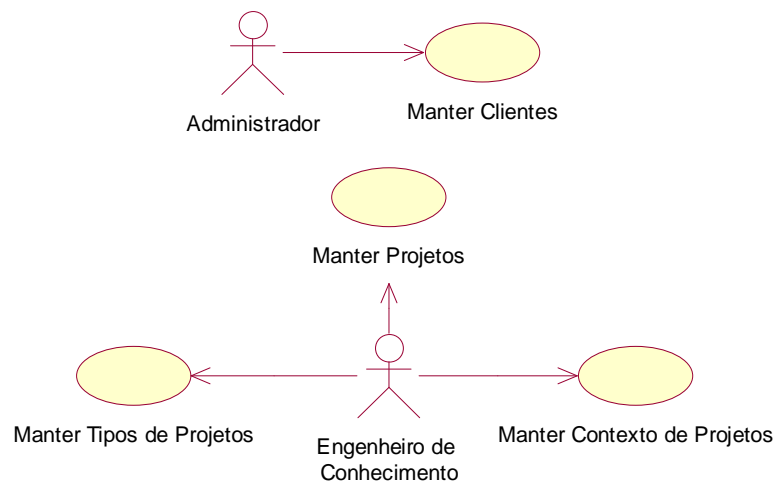 Administrador
Manter Clientes
Manter Projetos
Manter Tipos de Projetos
Engenheiro de
Conhecimento
Manter Contexto de Projetos